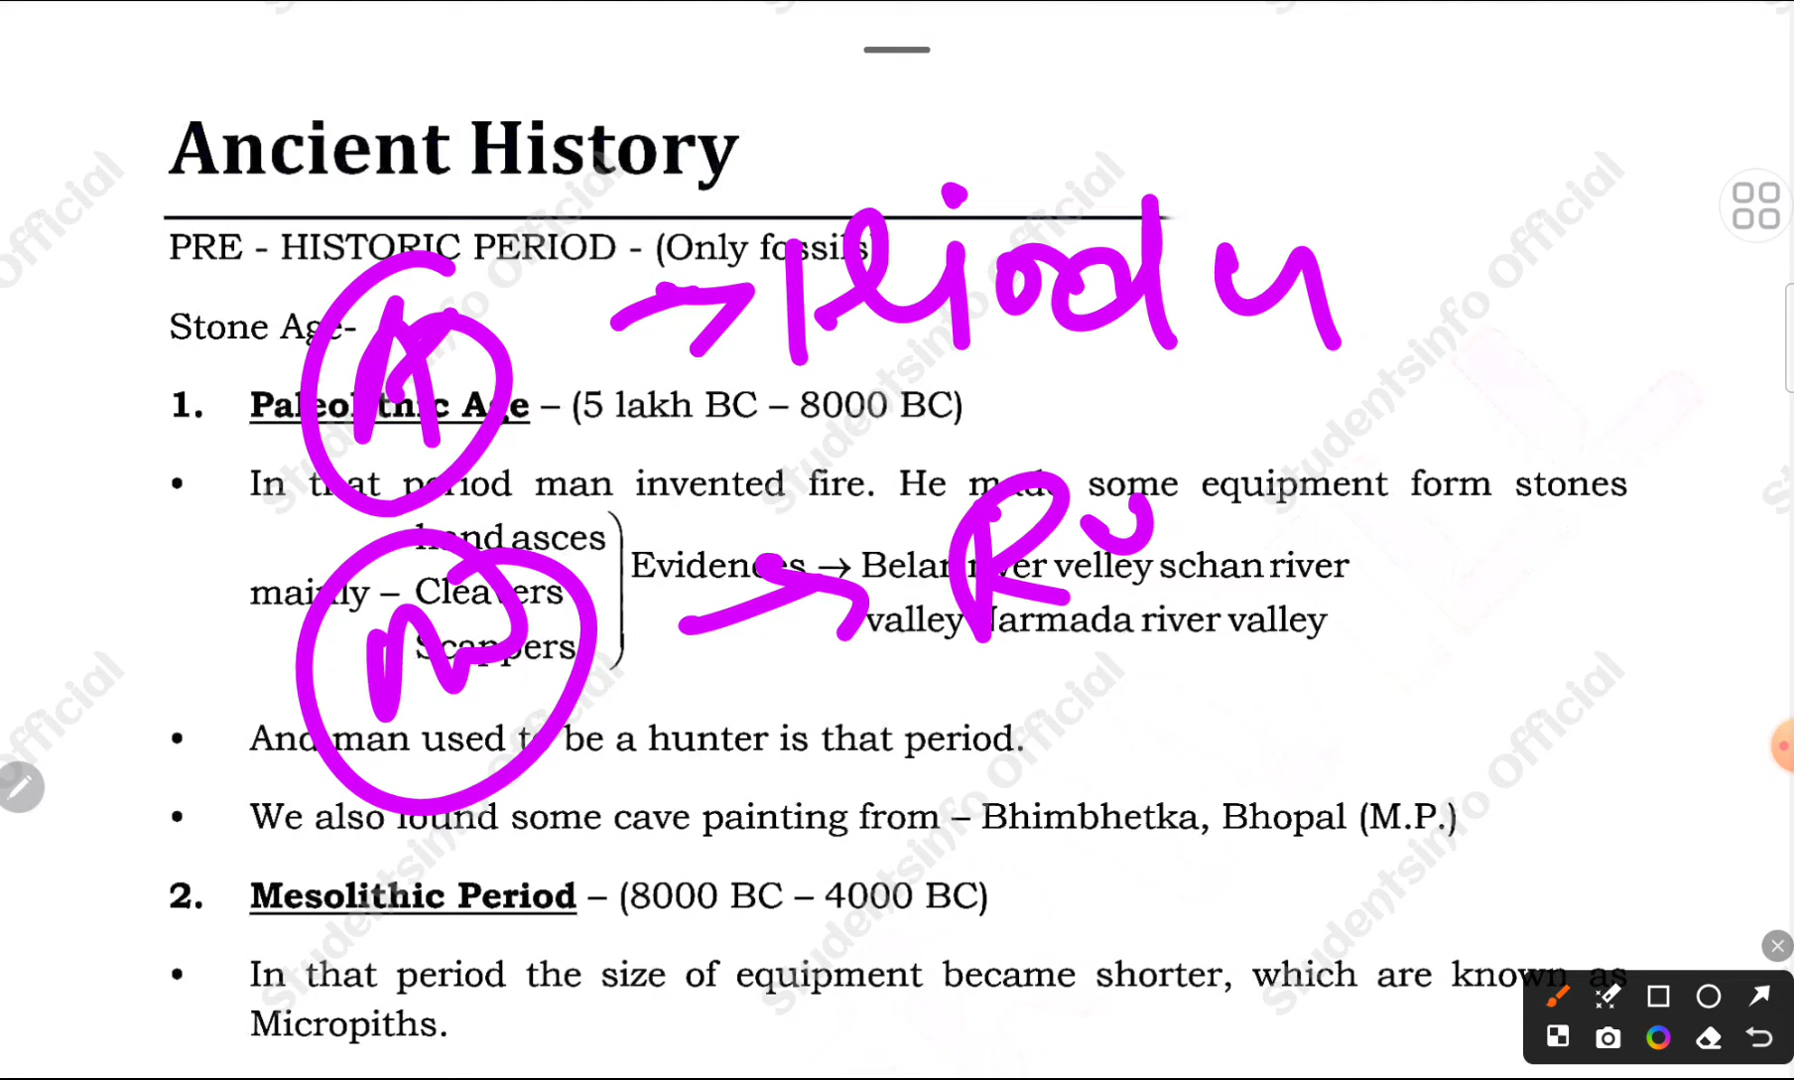 Ancient History
PRE - HISTORIC PERIOD - (Only fossils)
Stone Age-
A
1. Paleolithic Age – (5 lakh BC – 8000 BC)
• In that period man invented fire. He made some equipment form stones
hand asces
mainly – Cleavers
Scappers
Evidences → Belan river velley schan river
valley Narmada river valley
• And man used to be a hunter is that period.
• We also found some cave painting from – Bhimbhetka, Bhopal (M.P.)
2. Mesolithic Period – (8000 BC – 4000 BC)
• In that period the size of equipment became shorter, which are known as
Micropiths.
Studentsinfo Official